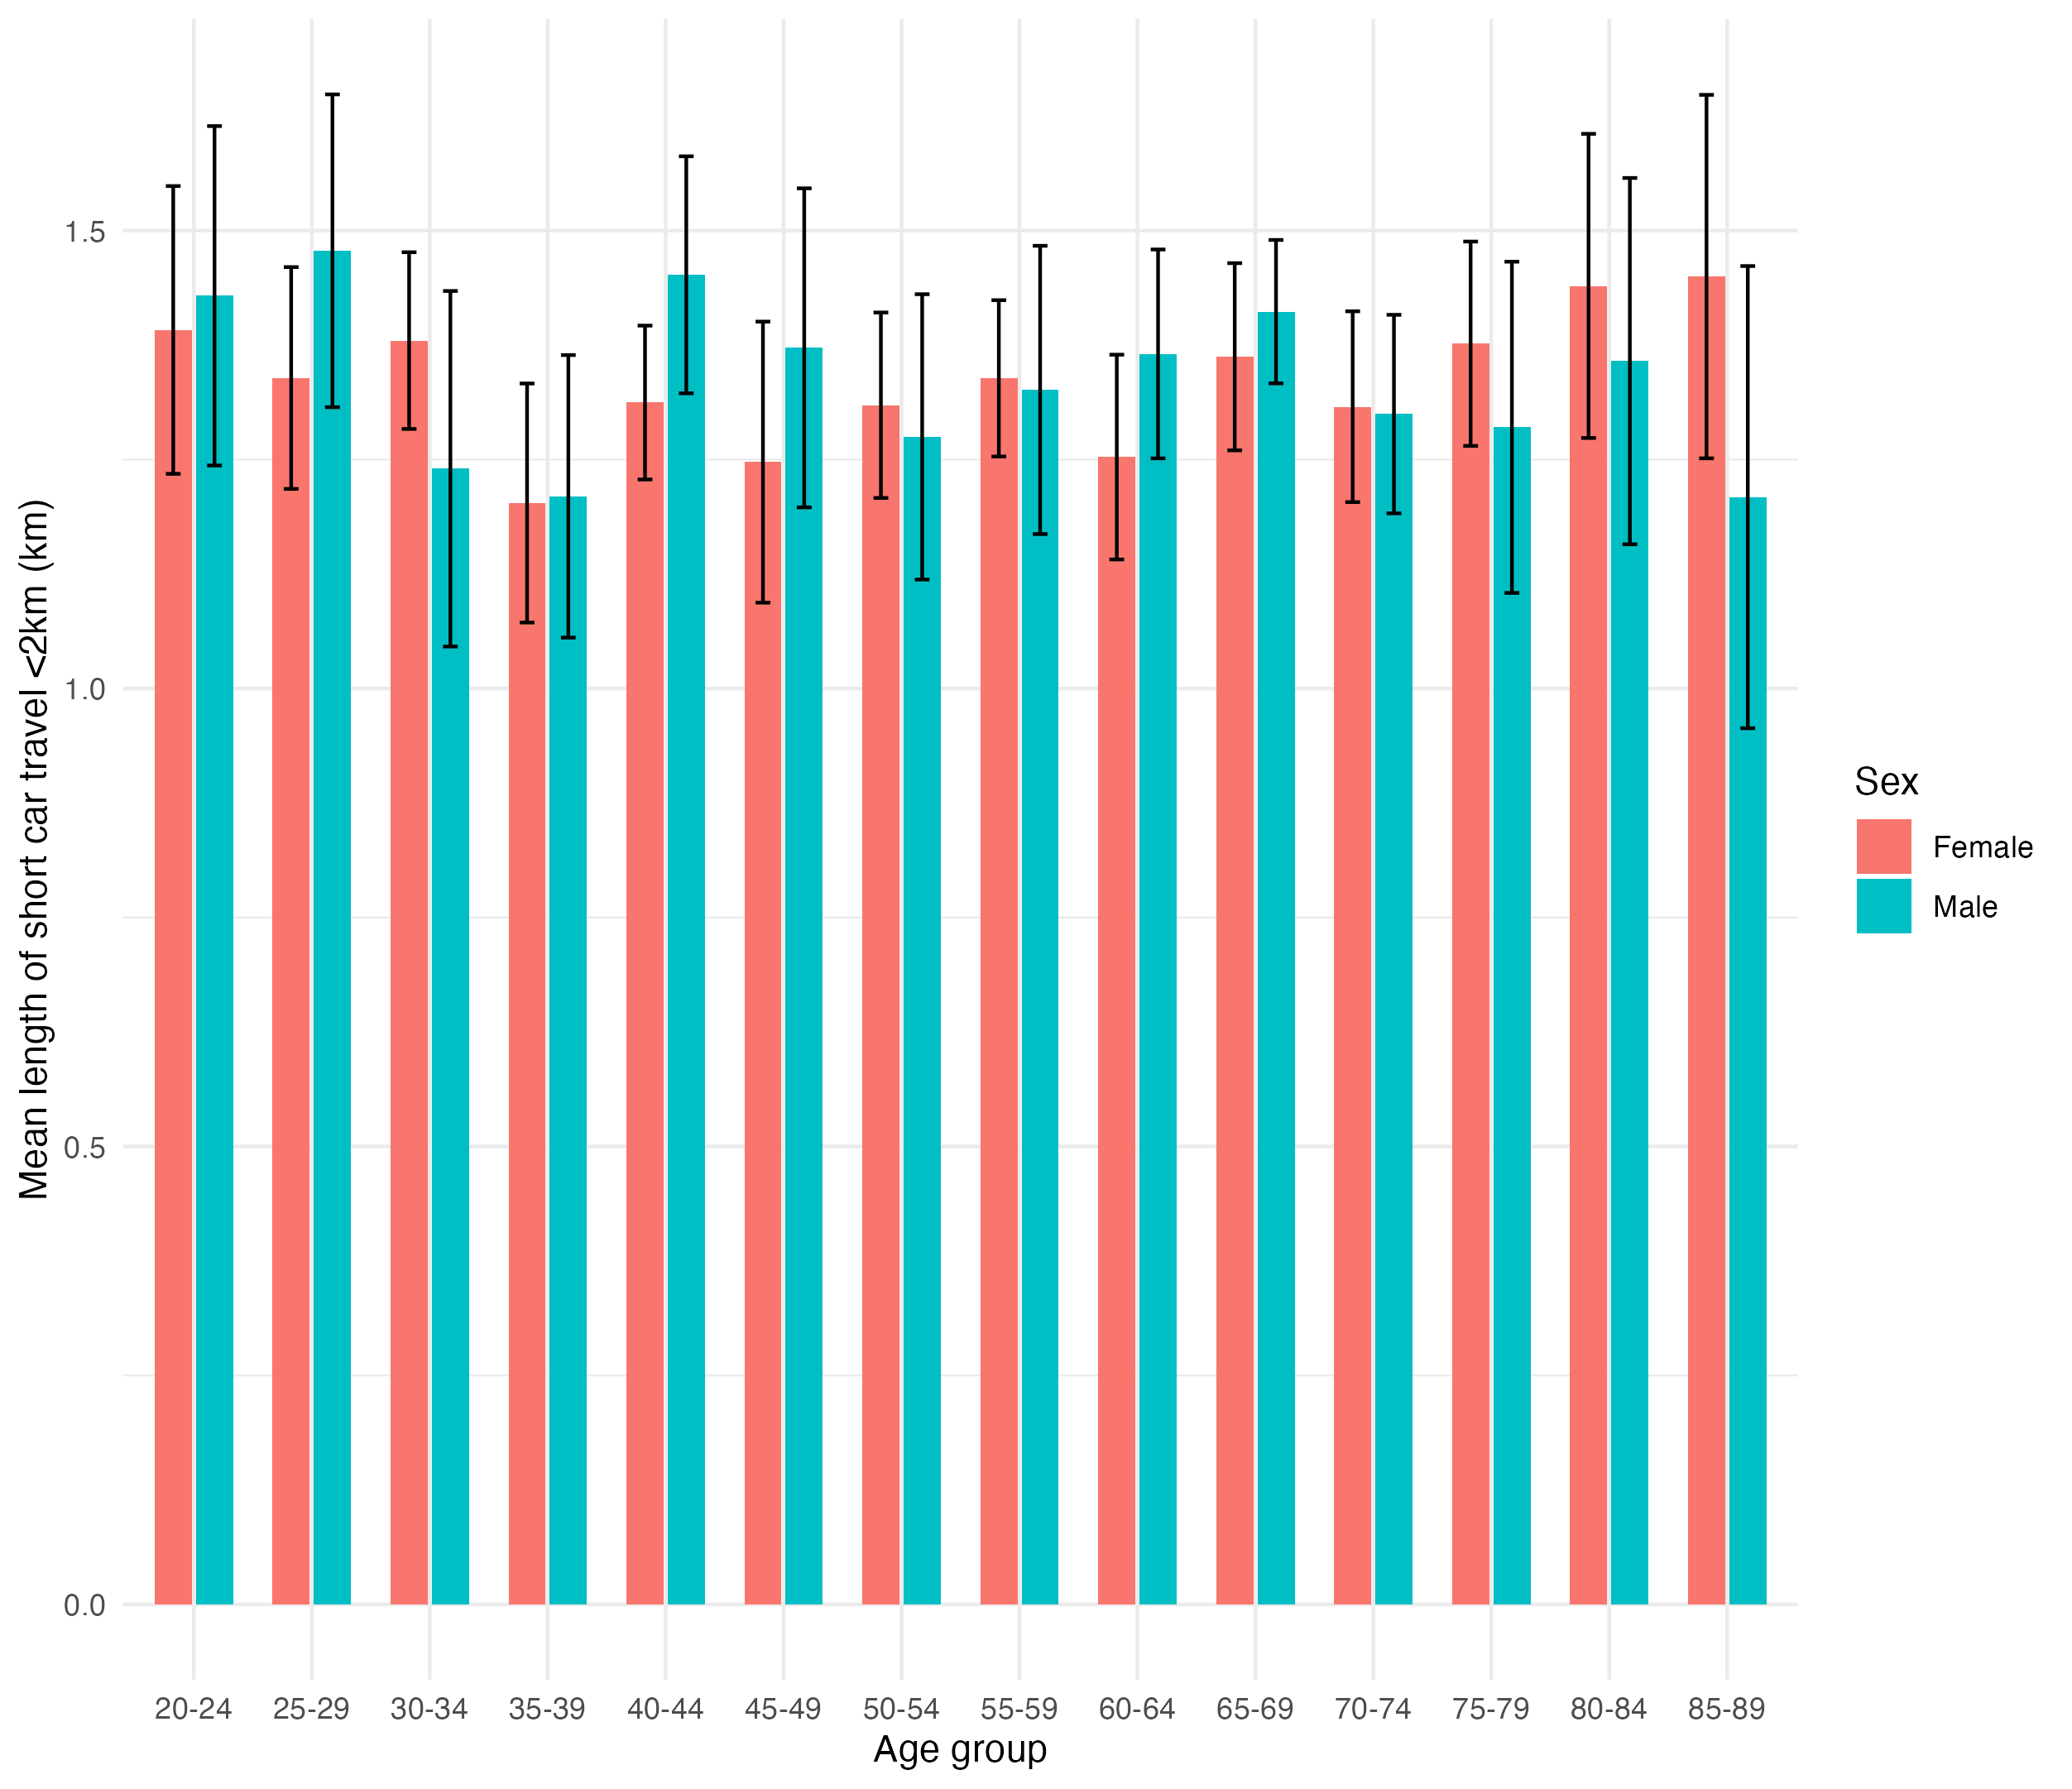 Mean length of short car travel <2km (km)
1.5
1.0
0.5
0.0
20-24 25-29 30-34 35-39 40-44 45-49 50-54 55-59 60-64 65-69 70-74 75-79 80-84 85-89
Age group
Sex
Female
Male